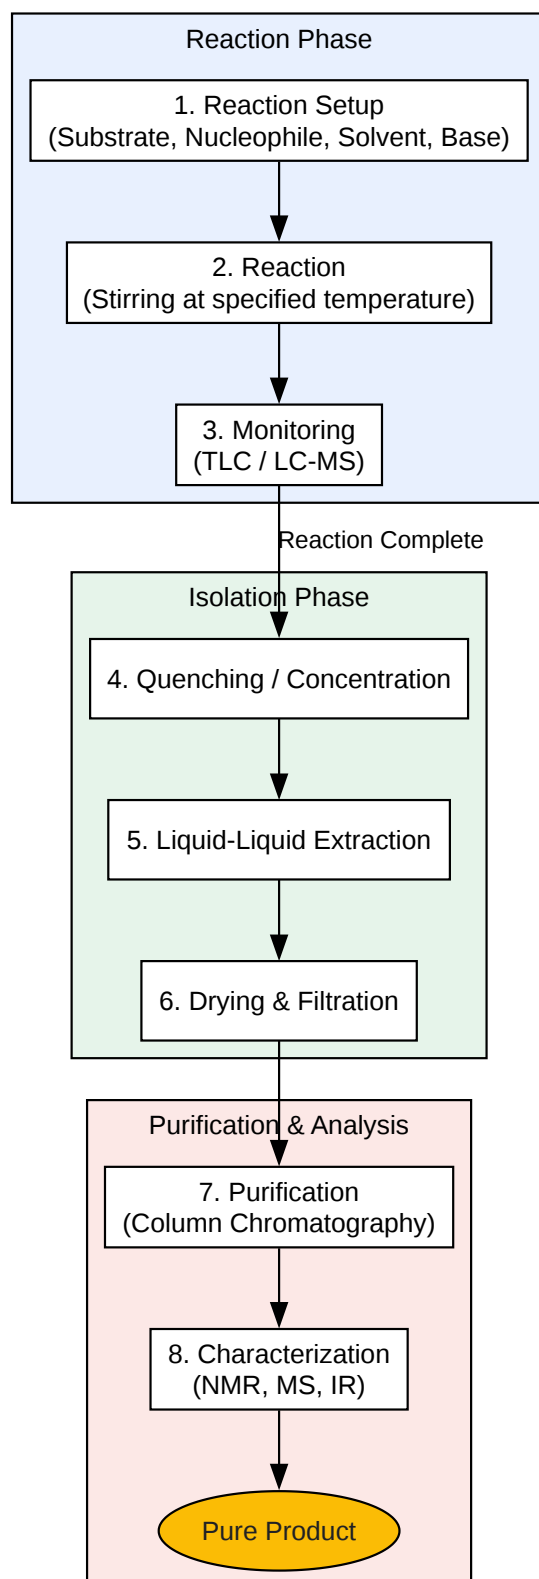 Reaction Phase
1. Reaction Setup
(Substrate, Nucleophile, Solvent, Base)
2. Reaction
(Stirring at specified temperature)
3. Monitoring
(TLC / LC-MS)
Reaction Complete
Isolation Phase
4. Quenching / Concentration
5. Liquid-Liquid Extraction
6. Drying & Filtration
Purification & Analysis
7. Purification
(Column Chromatography)
8. Characterization
(NMR, MS, IR)
Pure Product